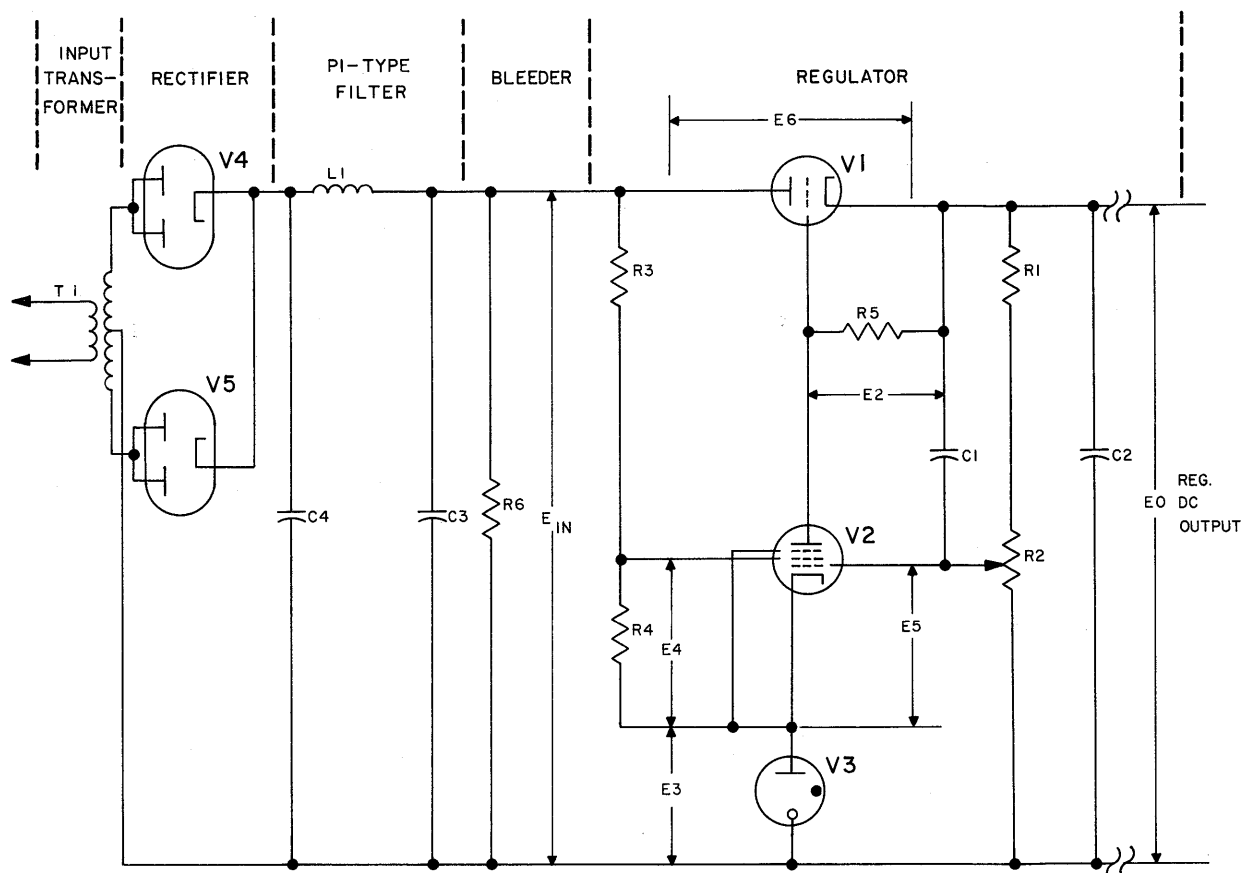 INPUT
TRANS-
FORMER
RECTIFIER
PI-TYPE
FILTER
BLEEDER
REGULATOR
E6
V4
L1
V1
R3
R1
T1
R5
V5
E2
C4
C3
R6
E IN
C1
C2
E0
REG.
DC
OUTPUT
V2
R2
R4
E4
E5
E3
V3